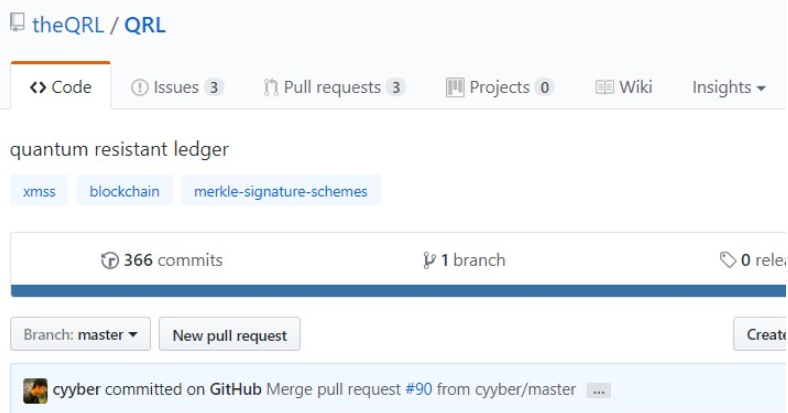 theQRL / QRL
Code Issues 3 Pull requests 3 Projects 0 Wiki Insights
quantum resistant ledger
xmss blockchain merkle-signature-schemes
366 commits 1 branch 0 relea
Branch: master New pull request Create
cyyber committed on GitHub Merge pull request #90 from cyyber/master ...